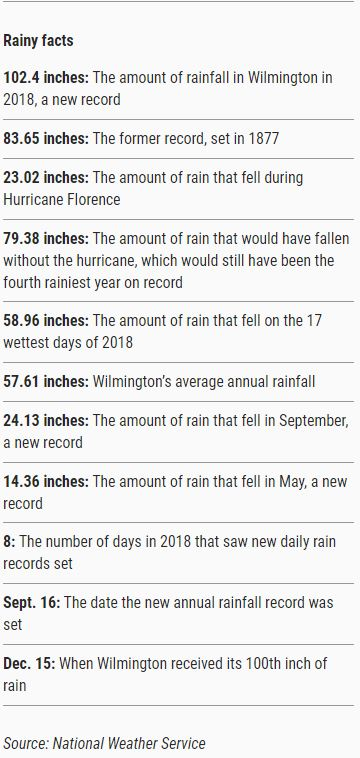 Rainy facts
102.4 inches: The amount of rainfall in Wilmington in
2018, a new record
83.65 inches: The former record, set in 1877
23.02 inches: The amount of rain that fell during
Hurricane Florence
79.38 inches: The amount of rain that would have fallen
without the hurricane, which would still have been the
fourth rainiest year on record
58.96 inches: The amount of rain that fell on the 17
wettest days of 2018
57.61 inches: Wilmington’s average annual rainfall
24.13 inches: The amount of rain that fell in September,
a new record
14.36 inches: The amount of rain that fell in May, a new
record
8: The number of days in 2018 that saw new daily rain
records set
Sept. 16: The date the new annual rainfall record was
set
Dec. 15: When Wilmington received its 100th inch of
rain
Source: National Weather Service